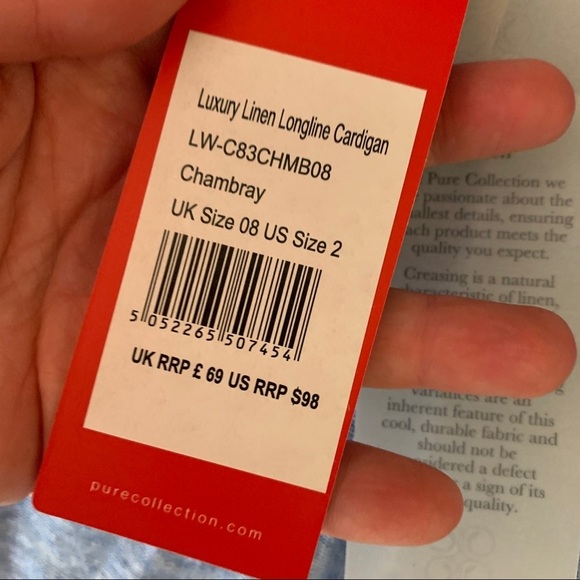 Luxury Linen Longline Cardigan
LW-C83CHMB08
Chambray
UK Size 08 US Size 2
5 052265 507454
UK RRP £ 69 US RRP $98
purecollection.com
Pure Collection we
passionate about the
details, ensuring
each product meets the
quality you expect.
Creasing is a natural
characteristic of linen,
variances are an
inherent feature of this
cool, durable fabric and
should not be
considered a defect
a sign of its
quality.